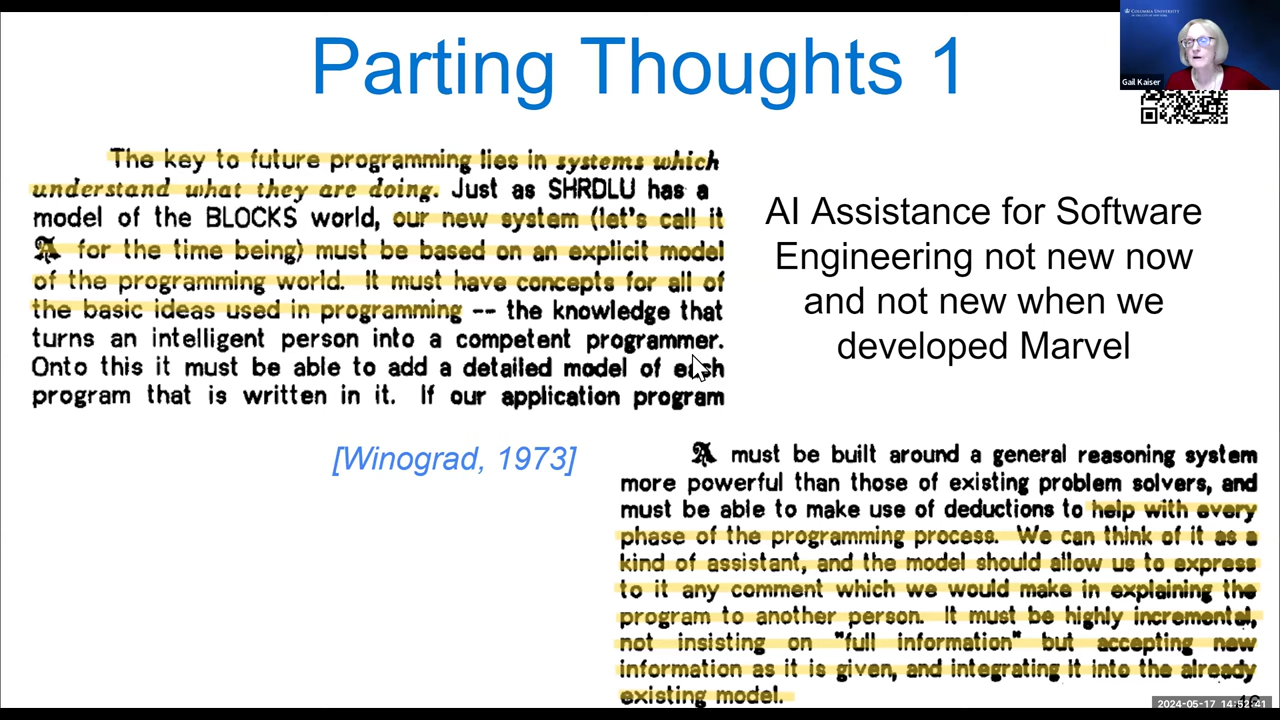 Parting Thoughts 1
COLUMBIA UNIVERSITY
IN THE CITY OF NEW YORK
Gail Kaiser
The key to future programming lies in systems which
understand what they are doing. Just as SHRDLU has a
model of the BLOCKS world, our new system (let's call it
A for the time being) must be based on an explicit model
of the programming world. It must have concepts for all of
the basic ideas used in programming -- the knowledge that
turns an intelligent person into a competent programmer.
Onto this it must be able to add a detailed model of each
program that is written in it. If our application program
AI Assistance for Software
Engineering not new now
and not new when we
developed Marvel
[Winograd, 1973]
A must be built around a general reasoning system
more powerful than those of existing problem solvers, and
must be able to make use of deductions to help with every
phase of the programming process. We can think of it as a
kind of assistant, and the model should allow us to express
to it any comment which we would make in explaining the
program to another person. It must be highly incremental,
not insisting on "full information" but accepting new
information as it is given, and integrating it into the already
existing model.
2024-05-17 14:52:41